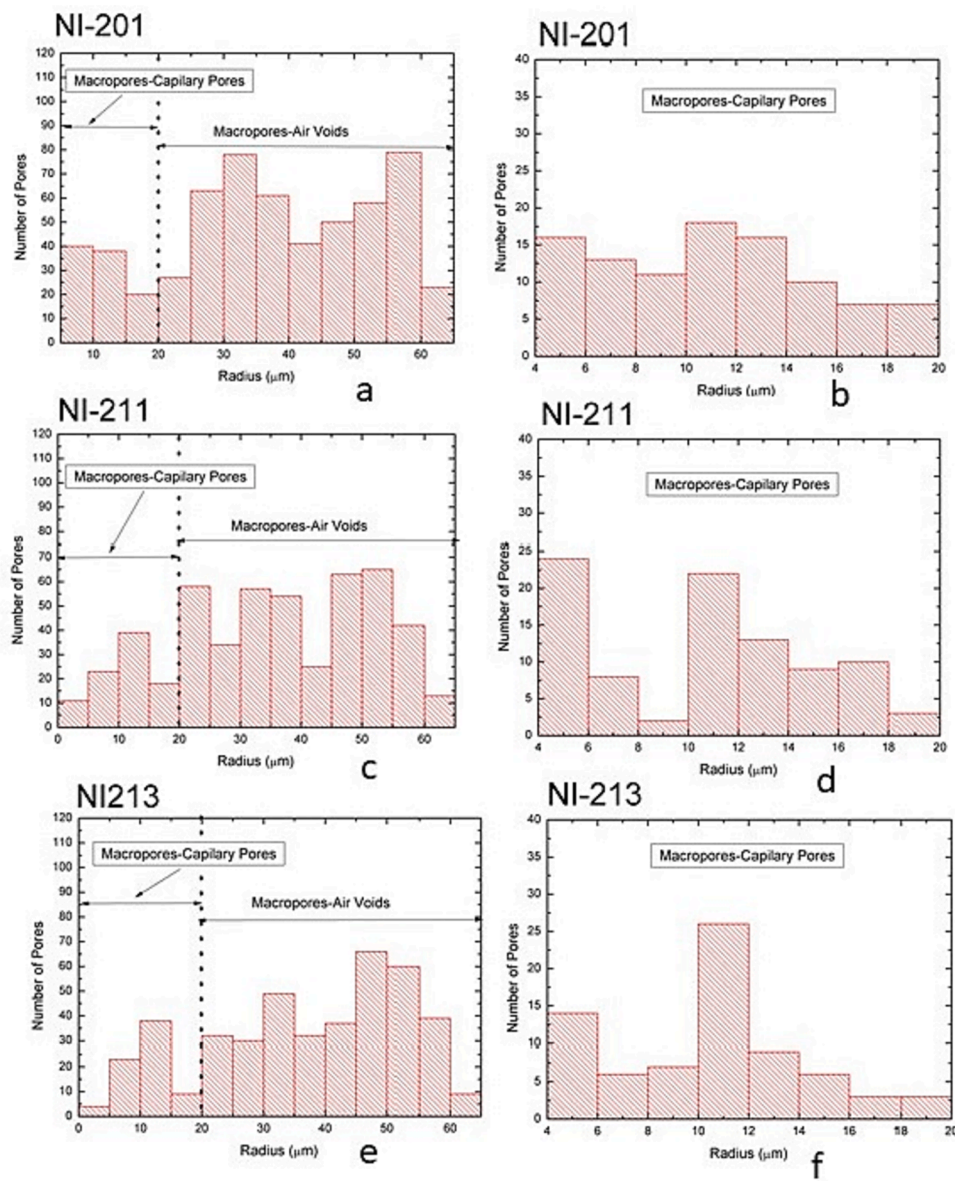 NI-201
120
110
100
90
80
70
60
50
40
30
20
10
0
Number of Pores
Macropores-Capilary Pores
Macropores-Air Voids
10 20 30 40 50 60
Radius (μm)
a
NI-201
40
35
30
25
20
15
10
5
0
Number of Pores
Macropores-Capilary Pores
4 6 8 10 12 14 16 18 20
Radius (μm)
b
NI-211
120
110
100
90
80
70
60
50
40
30
20
10
0
Number of Pores
Macropores-Capilary Pores
Macropores-Air Voids
0 10 20 30 40 50 60
Radius (μm)
c
NI-211
40
35
30
25
20
15
10
5
0
Number of Pores
Macropores-Capilary Pores
4 6 8 10 12 14 16 18 20
Radius (μm)
d
NI213
120
110
100
90
80
70
60
50
40
30
20
10
0
Number of Pores
Macropores-Capilary Pores
Macropores-Air Voids
0 10 20 30 40 50 60
Radius (μm)
e
NI-213
40
35
30
25
20
15
10
5
0
Number of Pores
Macropores-Capilary Pores
4 6 8 10 12 14 16 18 20
Radius (μm)
f